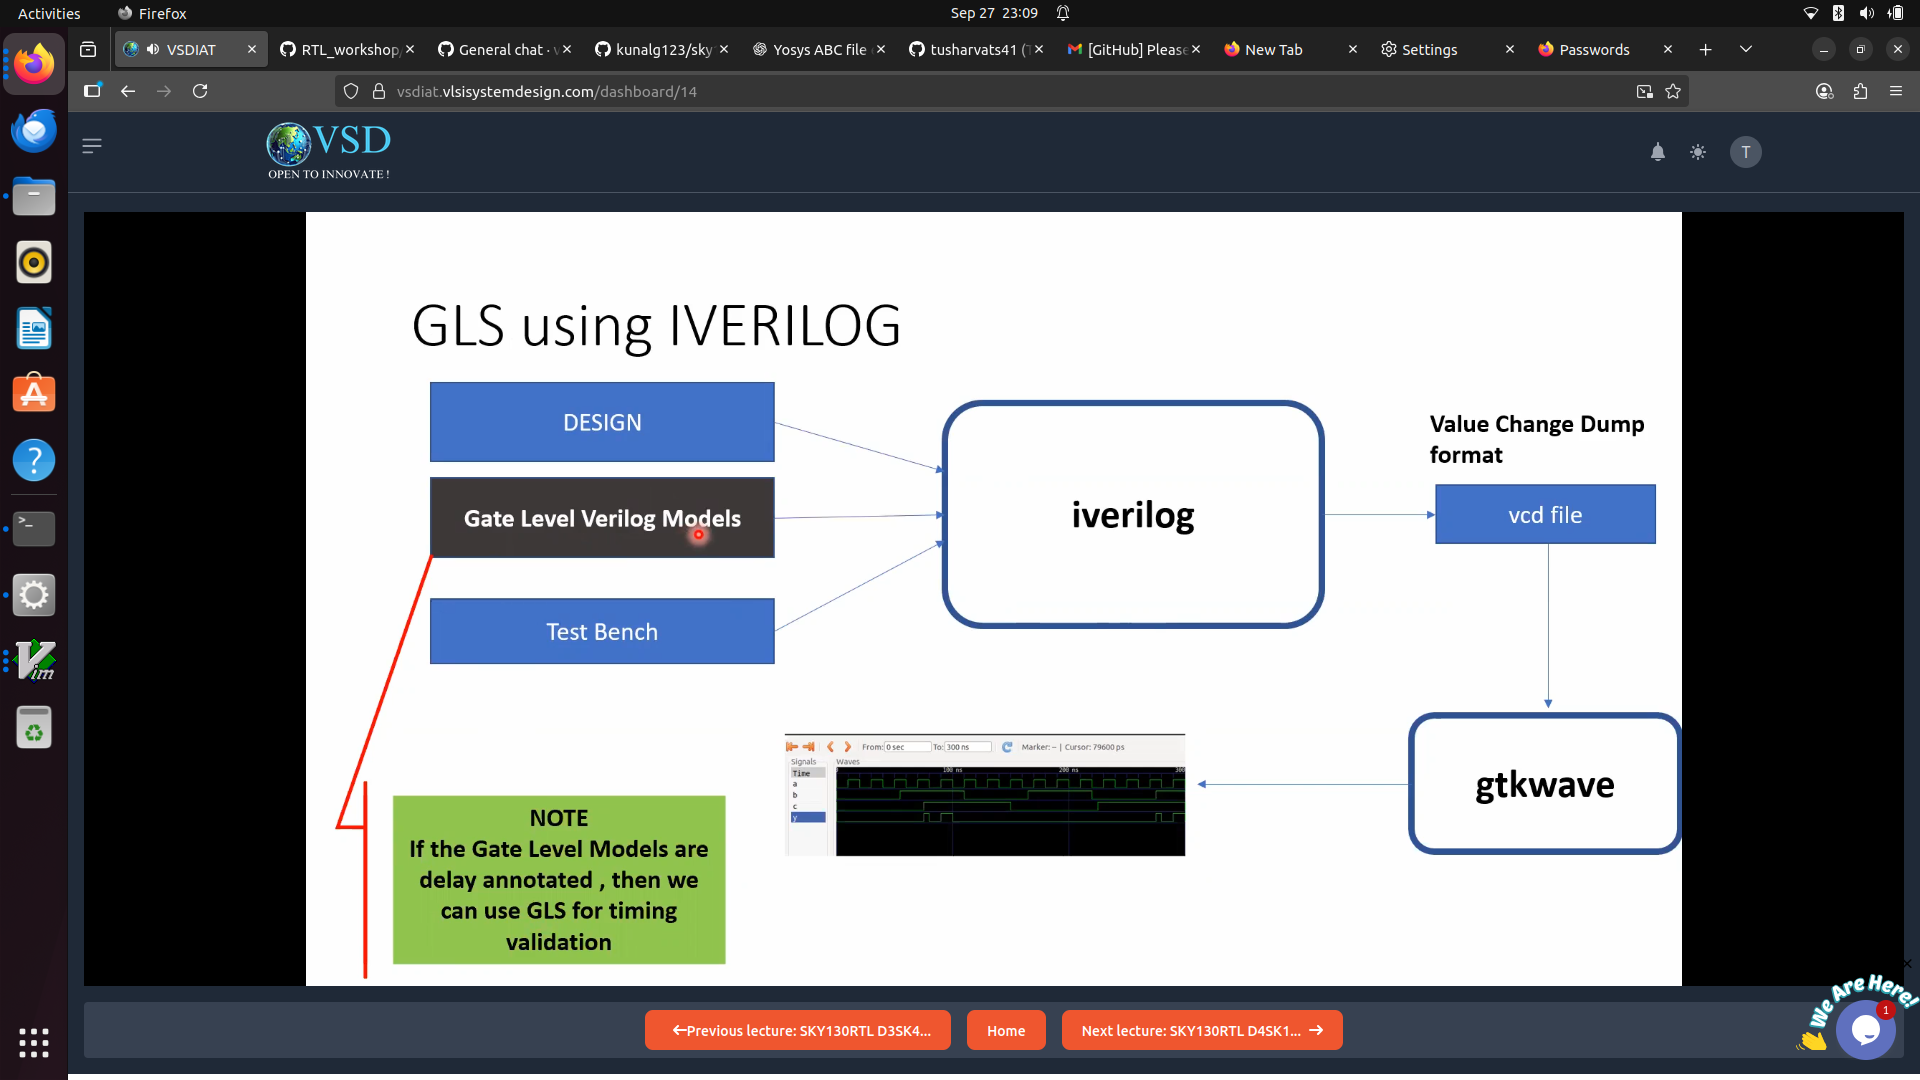 Activities
Firefox
Sep 27 23:09
VSDIAT
RTL_workshop/
General chat · v
kunalg123/sky
Yosys ABC file
tusharvats41 (T
[GitHub] Please
New Tab
Settings
Passwords
vsdiat.vlsisystemdesign.com/dashboard/14
VSD
OPEN TO INNOVATE !
T
GLS using IVERILOG
DESIGN
Gate Level Verilog Models
Test Bench
iverilog
Value Change Dump
format
vcd file
gtkwave
From: 0 sec To: 300 ns Marker: -- | Cursor: 79600 ps
Signals Waves
Time
100 ns 200 ns 300
a
b
c
y
NOTE
If the Gate Level Models are
delay annotated , then we
can use GLS for timing
validation
←Previous lecture: SKY130RTL D3SK4...
Home
Next lecture: SKY130RTL D4SK1... →
We Are Here!
1